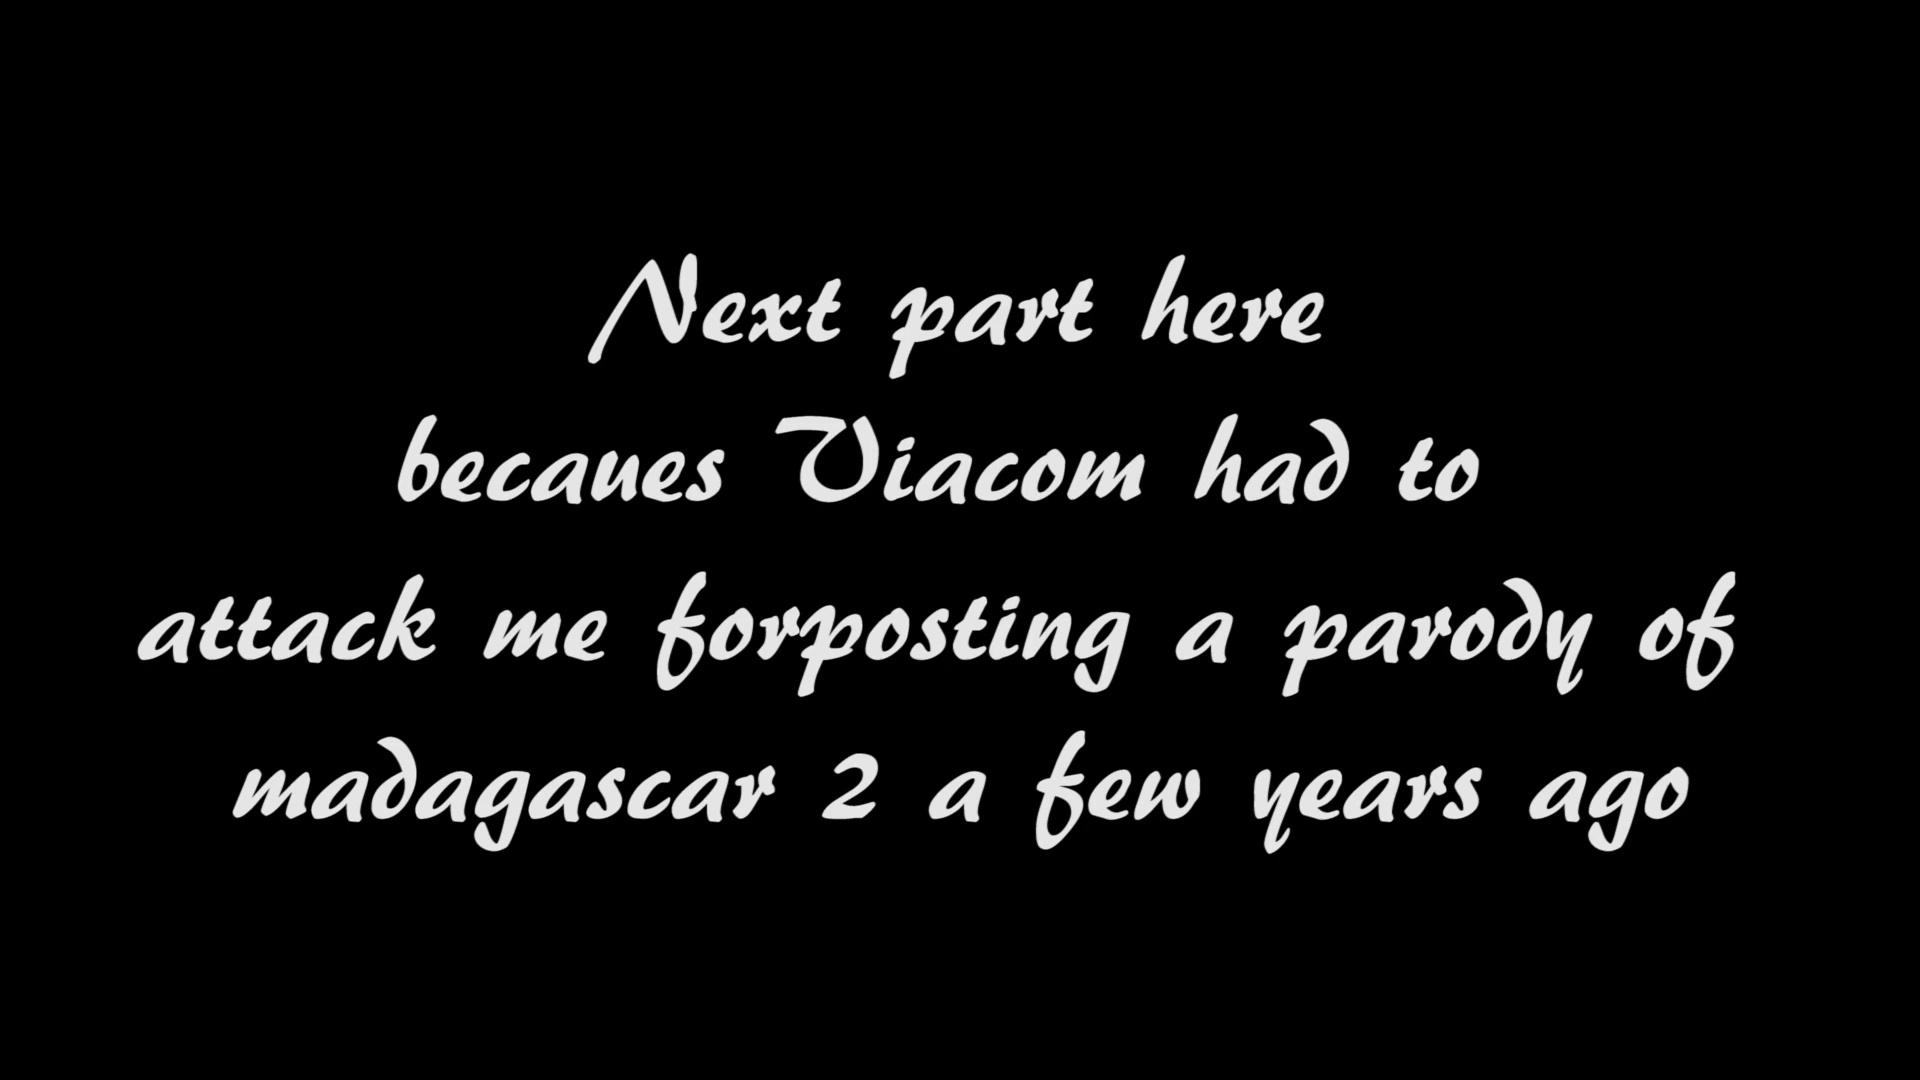 Next part here
becaues Viacom had to
attack me forposting a parody of
madagascar 2 a few years ago